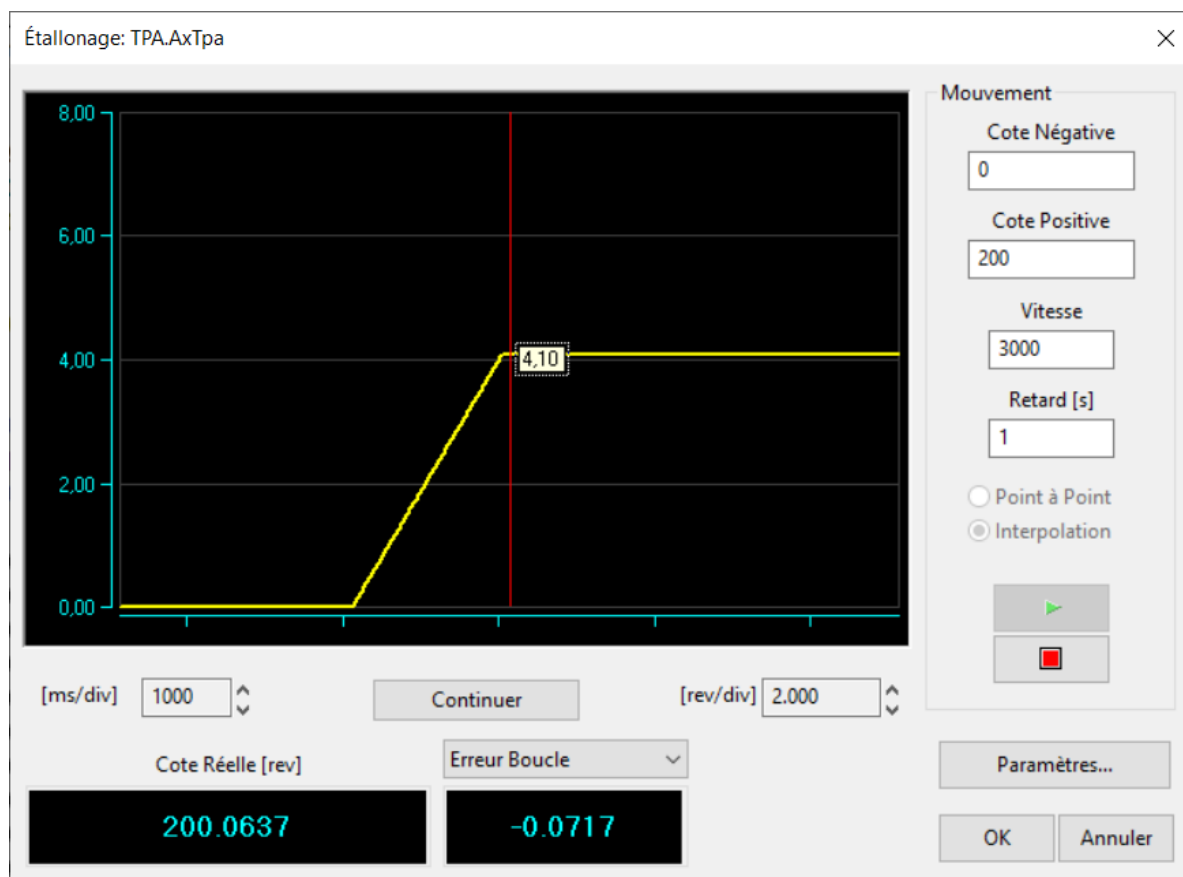 Étallonage: TPA.AxTpa
8,00
6,00
4,00
2,00
0,00
4,10
[ms/div] 1000
Continuer
[rev/div] 2.000
Cote Réelle [rev]
Erreur Boucle
200.0637
-0.0717
Mouvement
Cote Négative
0
Cote Positive
200
Vitesse
3000
Retard [s]
1
Point à Point
Interpolation
Paramètres...
OK
Annuler